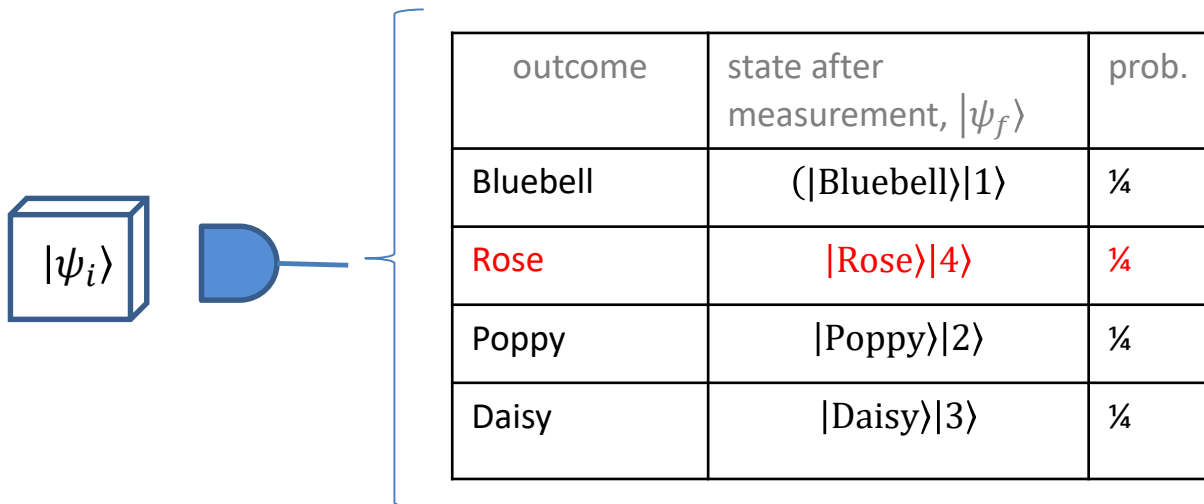 |ψ_i⟩
outcome
state after
measurement, |ψ_f⟩
prob.
Bluebell
(|Bluebell⟩|1⟩
¼
Rose
|Rose⟩|4⟩
¼
Poppy
|Poppy⟩|2⟩
¼
Daisy
|Daisy⟩|3⟩
¼